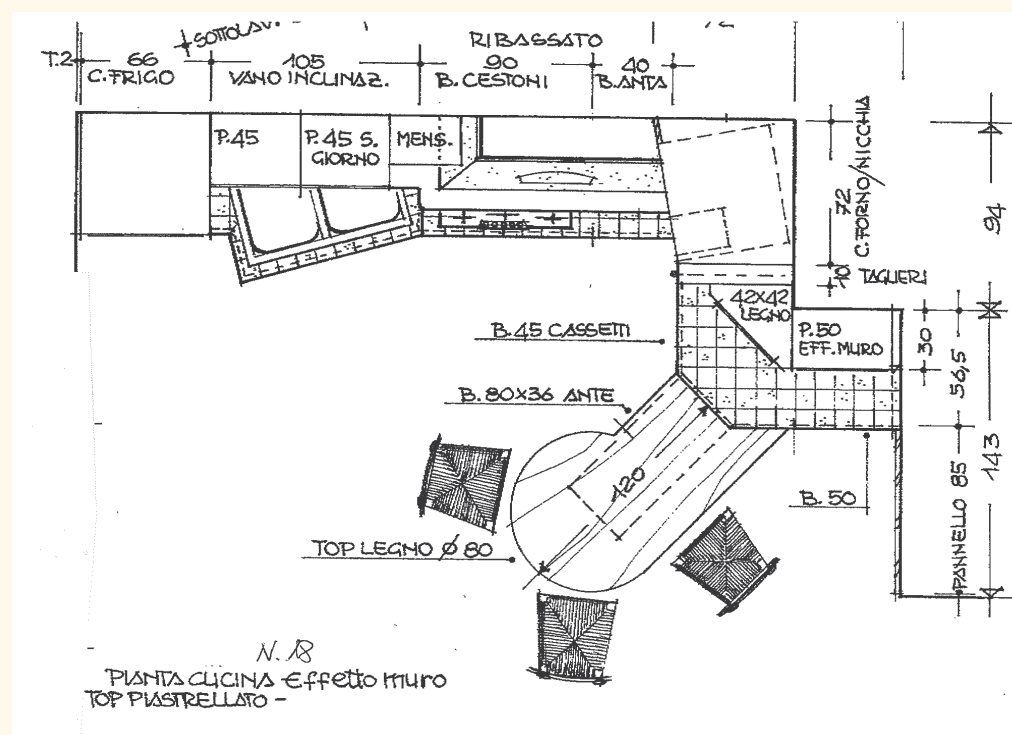 SOTTOLAV.
RIBASSATO
T.2
66
C.FRIGO
105
VANO INCLINAZ.
90
B. CESTONI
40
B.ANTA
P.45
P. 45 S.
GIORNO
MENS.
72
C. FORNO/NICCHIA
94
10
TAGLIERI
42X42
LEGNO
P.50
EFF. MURO
30
56,5
143
B.45 CASSETTI
B. 80X36 ANTE
120
B. 50
PANNELLO 85
TOP LEGNO Ø 80
N. 18
PIANTA CUCINA Effetto muro
TOP PIASTRELLATO -